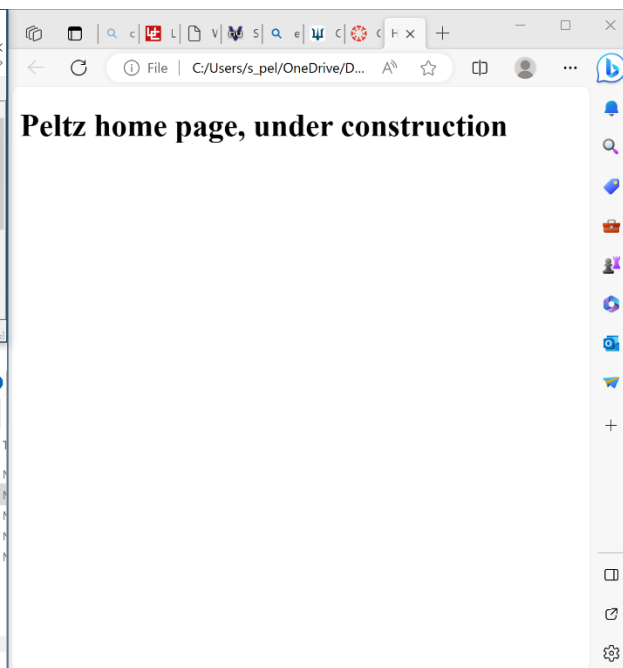 c
L
V
S
e
C
C
H
File
C:/Users/s_pel/OneDrive/D...
Peltz home page, under construction